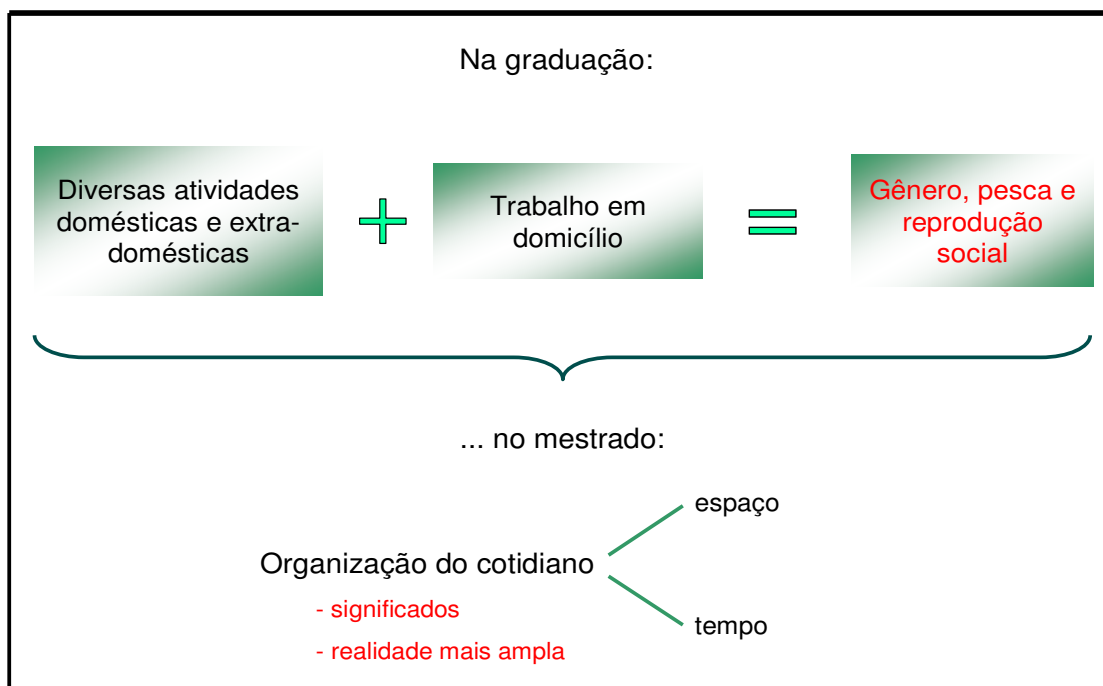 Na graduação:
Diversas atividades
domésticas e extra-
domésticas
+
Trabalho em
domicílio
=
Gênero, pesca e
reprodução
social
... no mestrado:
espaço
Organização do cotidiano
- significados
tempo
- realidade mais ampla